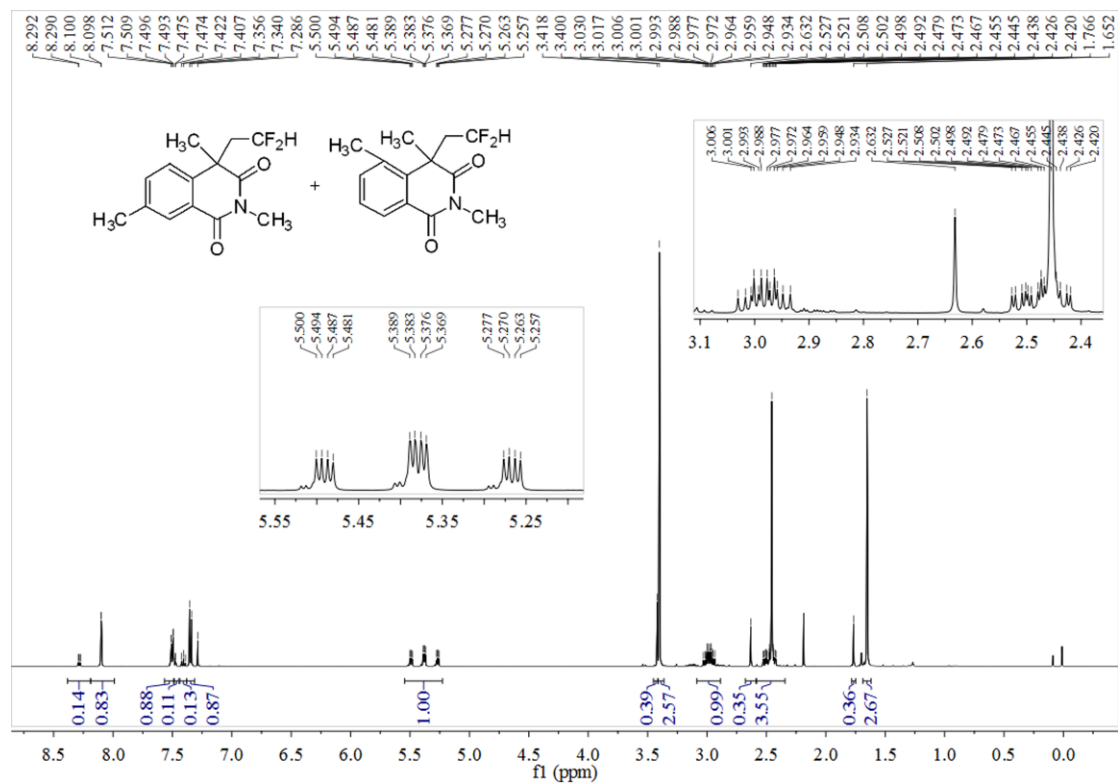 8.292 8.290 8.100 8.098 7.512 7.509 7.496 7.493 7.475 7.474 7.422 7.407 7.356 7.340 7.286 5.500 5.494 5.487 5.481 5.389 5.383 5.376 5.369 5.277 5.270 5.263 5.257 3.418 3.400 3.030 3.017 3.006 3.001 2.993 2.988 2.977 2.972 2.964 2.959 2.948 2.934 2.632 2.527 2.521 2.508 2.502 2.498 2.492 2.479 2.473 2.467 2.455 2.445 2.438 2.426 2.420 1.766 1.652
CH₃ CF₂H
O
N
CH₃
O
CH₃
+
CH₃ CF₂H
CH₃
O
N
CH₃
O
3.006 3.001 2.993 2.988 2.977 2.972 2.964 2.959 2.948 2.934 2.632 2.527 2.521 2.508 2.502 2.498 2.492 2.479 2.473 2.467 2.455 2.445 2.438 2.426 2.420
3.1 3.0 2.9 2.8 2.7 2.6 2.5 2.4
5.500 5.494 5.487 5.481 5.389 5.383 5.376 5.369 5.277 5.270 5.263 5.257
5.55 5.45 5.35 5.25
0.14 0.83 0.88 0.11 0.13 0.87 1.00 0.39 2.57 0.99 0.35 3.55 0.36 2.67
8.5 8.0 7.5 7.0 6.5 6.0 5.5 5.0 4.5 4.0 3.5 3.0 2.5 2.0 1.5 1.0 0.5 0.0
f1 (ppm)